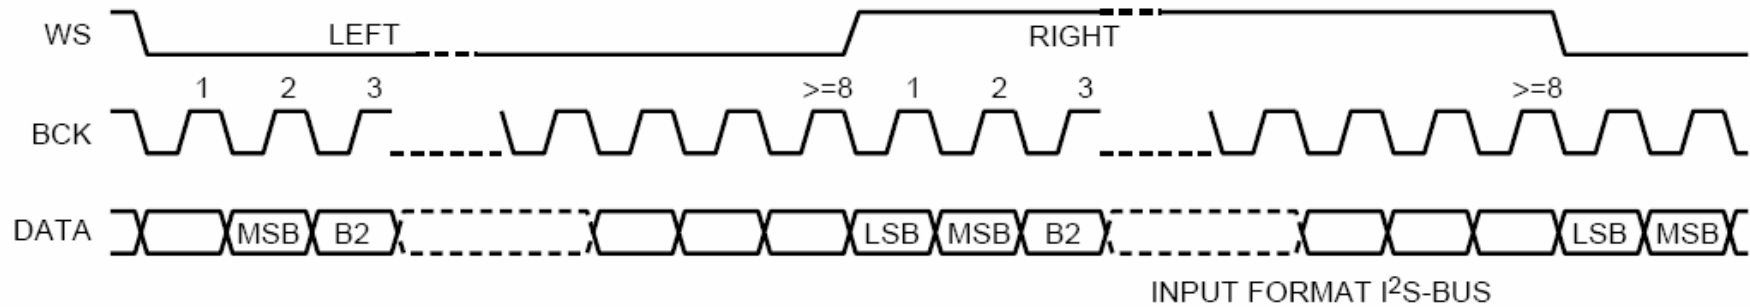 WS LEFT RIGHT
1 2 3 >=8 1 2 3 >=8
BCK
DATA MSB B2 LSB MSB B2 LSB MSB
INPUT FORMAT I²S-BUS